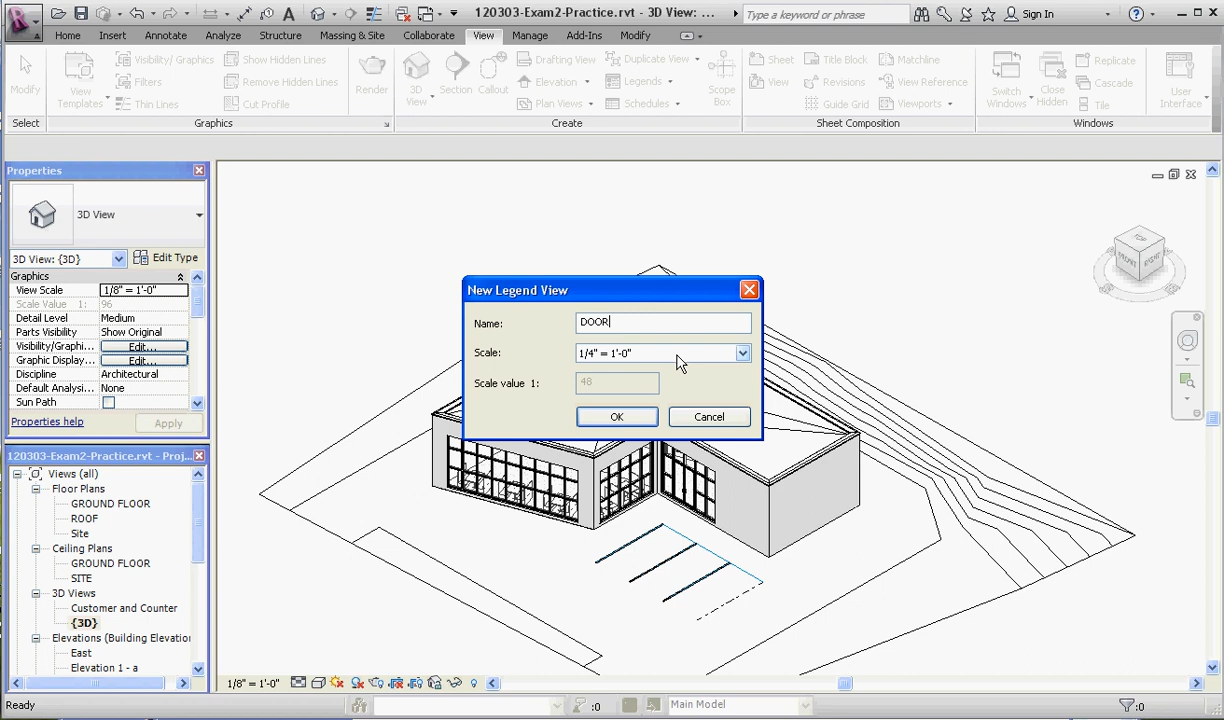 120303-Exam2-Practice.rvt - 3D View: '...
Type a keyword or phrase
Sign In
Home Insert Annotate Analyze Structure Massing & Site Collaborate View Manage Add-Ins Modify
Modify
View Templates
Visibility/ Graphics
Filters
Thin Lines
Show Hidden Lines
Remove Hidden Lines
Cut Profile
Render
3D View
Section
Callout
Drafting View
Elevation
Plan Views
Duplicate View
Legends
Schedules
Scope Box
Sheet
View
Title Block
Revisions
Guide Grid
Matchline
View Reference
Viewports
Switch Windows
Close Hidden
Replicate
Cascade
Tile
User Interface
Select Graphics Create Sheet Composition Windows
Properties
3D View
3D View: {3D}
Edit Type
Graphics
View Scale 1/8" = 1'-0"
Scale Value 1: 96
Detail Level Medium
Parts Visibility Show Original
Visibility/Graphi... Edit...
Graphic Display... Edit...
Discipline Architectural
Default Analysi... None
Sun Path
Properties help
Apply
120303-Exam2-Practice.rvt - Proj...
Views (all)
Floor Plans
GROUND FLOOR
ROOF
Site
Ceiling Plans
GROUND FLOOR
SITE
3D Views
Customer and Counter
{3D}
Elevations (Building Elevation
East
Elevation 1 - a
New Legend View
Name: DOOR
Scale: 1/4" = 1'-0"
Scale value 1: 48
OK
Cancel
TOP
FRONT
RIGHT
1/8" = 1'-0"
Ready
:0
Main Model
:0